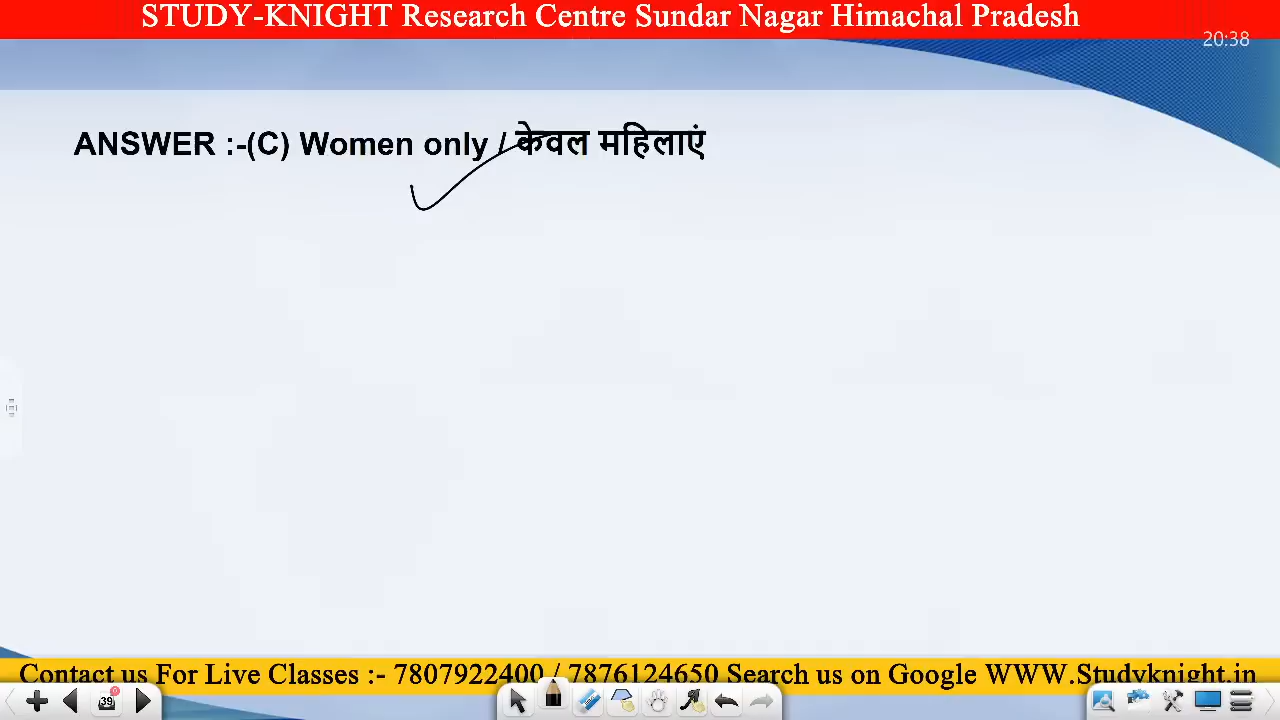 STUDY-KNIGHT Research Centre Sundar Nagar Himachal Pradesh
20:38
ANSWER :-(C) Women only / केवल महिलाएं
Contact us For Live Classes :- 7807922400 / 7876124650 Search us on Google WWW.Studyknight.in
39